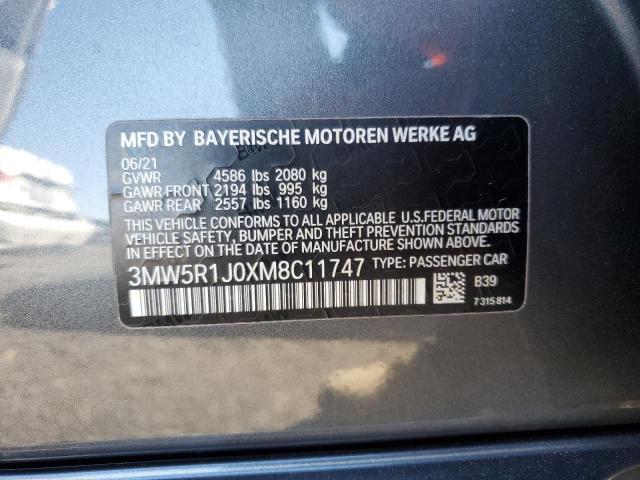 MFD BY BAYERISCHE MOTOREN WERKE AG
06/21
GVWR 4586 lbs 2080 kg
GAWR FRONT 2194 lbs 995 kg
GAWR REAR 2557 lbs 1160 kg
THIS VEHICLE CONFORMS TO ALL APPLICABLE U.S.FEDERAL MOTOR
VEHICLE SAFETY, BUMPER AND THEFT PREVENTION STANDARDS
IN EFFECT ON THE DATE OF MANUFACTURE SHOWN ABOVE.
3MW5R1J0XM8C11747 TYPE: PASSENGER CAR
B39
7 315 814